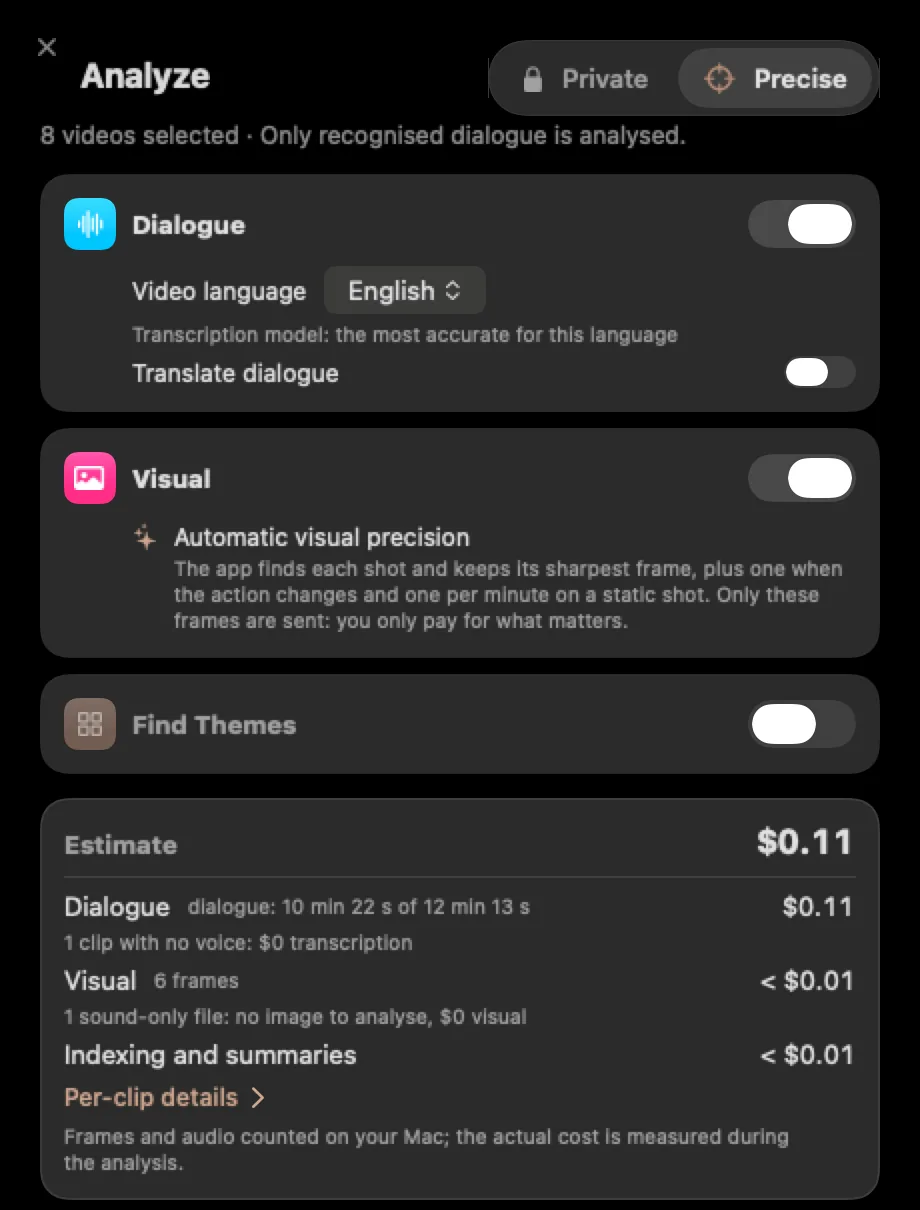 Analyze
Private
Precise
8 videos selected · Only recognised dialogue is analysed.
Dialogue
Video language English
Transcription model: the most accurate for this language
Translate dialogue
Visual
Automatic visual precision
The app finds each shot and keeps its sharpest frame, plus one when
the action changes and one per minute on a static shot. Only these
frames are sent: you only pay for what matters.
Find Themes
Estimate $0.11
Dialogue dialogue: 10 min 22 s of 12 min 13 s $0.11
1 clip with no voice: $0 transcription
Visual 6 frames < $0.01
1 sound-only file: no image to analyse, $0 visual
Indexing and summaries < $0.01
Per-clip details
Frames and audio counted on your Mac; the actual cost is measured during
the analysis.